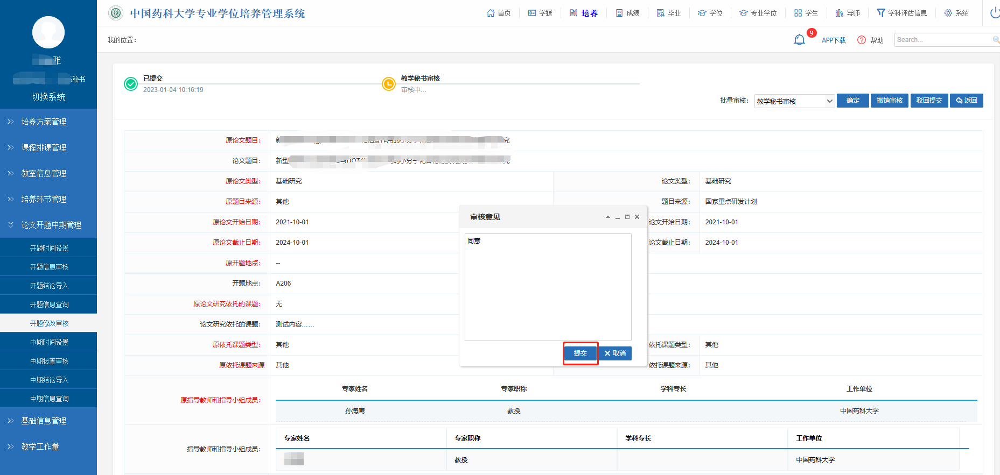 中国药科大学专业学位培养管理系统
首页
学籍
培养
成绩
毕业
学位
专业学位
学生
导师
学科评估信息
系统
雅
秘书
切换系统
我的位置：
9
APP下载
帮助
Search...
培养方案管理
课程排课管理
教室信息管理
培养环节管理
论文开题中期管理
开题时间设置
开题信息审核
开题结论导入
开题信息查询
开题修改审核
中期时间设置
中期检查审核
中期结论导入
中期信息查询
基础信息管理
教学工作量
已提交
2023-01-04 10:16:19
教学秘书审核
审核中...
批量审核：
教学秘书审核
确定
撤销审核
驳回提交
返回
原论文题目：
究
论文题目：
新型
原论文类型：
基础研究
论文类型：
基础研究
原题目来源：
其他
题目来源：
国家重点研发计划
原论文开始日期：
2021-10-01
论文开始日期：
2021-10-01
原论文截止日期：
2024-10-01
论文截止日期：
2024-10-01
原开题地点：
--
开题地点：
A206
原论文研究依托的课题：
无
论文研究依托的课题：
测试内容……
原依托课题类型：
其他
依托课题类型：
其他
原依托课题来源
其他
依托课题来源：
其他
审核意见
同意
提交
取消
原指导教师和指导小组成员：
专家姓名 专家职称 学科专长 工作单位
孙海鹰 教授 中国药科大学
指导教师和指导小组成员：
专家姓名 专家职称 学科专长 工作单位
教授 中国药科大学